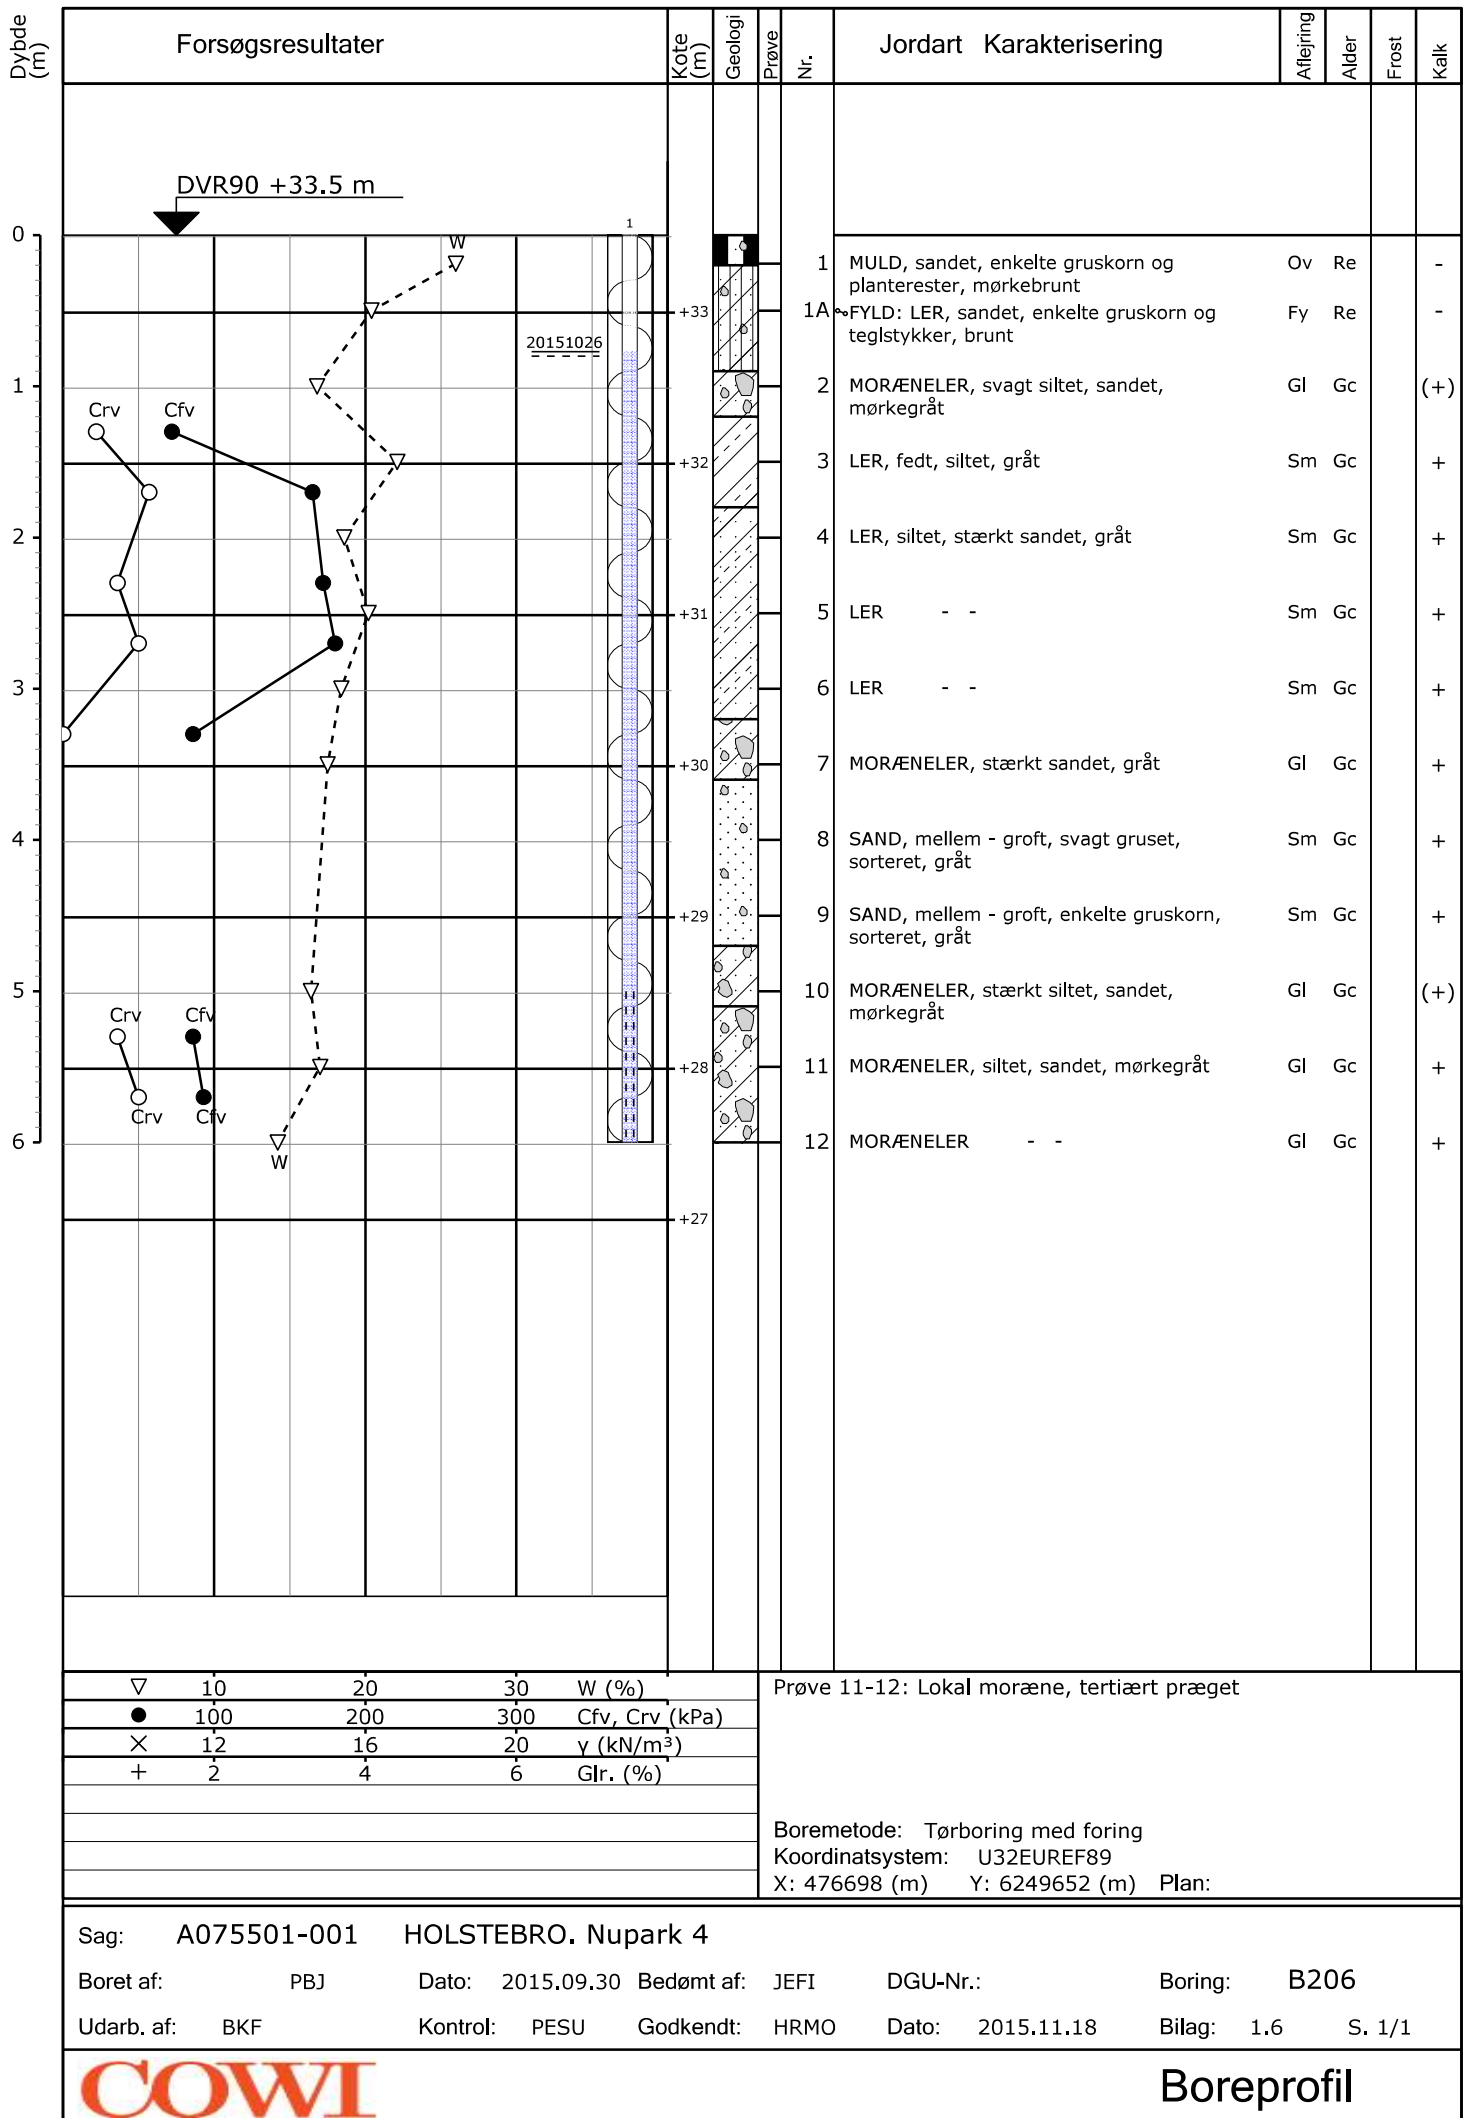 Dybde (m)
Forsøgsresultater
Kote (m)
Geologi
Prøve
Nr.
Jordart Karakterisering
Aflejring
Alder
Frost
Kalk
DVR90 +33.5 m
0
1
W
1 MULD, sandet, enkelte gruskorn og Ov Re -
planterester, mørkebrunt
+33
1A FYLD: LER, sandet, enkelte gruskorn og Fy Re -
teglstykker, brunt
20151026
1
2 MORÆNELER, svagt siltet, sandet, Gl Gc (+)
mørkegråt
Crv Cfv
+32
3 LER, fedt, siltet, gråt Sm Gc +
2
4 LER, siltet, stærkt sandet, gråt Sm Gc +
+31
5 LER - - Sm Gc +
3
6 LER - - Sm Gc +
+30
7 MORÆNELER, stærkt sandet, gråt Gl Gc +
4
8 SAND, mellem - groft, svagt gruset, Sm Gc +
sorteret, gråt
+29
9 SAND, mellem - groft, enkelte gruskorn, Sm Gc +
sorteret, gråt
5
10 MORÆNELER, stærkt siltet, sandet, Gl Gc (+)
mørkegråt
Crv Cfv
+28
11 MORÆNELER, siltet, sandet, mørkegråt Gl Gc +
Crv Cfv
6
12 MORÆNELER - - Gl Gc +
W
+27
10 20 30 W (%)
100 200 300 Cfv, Crv (kPa)
12 16 20 γ (kN/m³)
2 4 6 Glr. (%)
Prøve 11-12: Lokal moræne, tertiært præget
Boremetode: Tørboring med foring
Koordinatsystem: U32EUREF89
X: 476698 (m) Y: 6249652 (m) Plan:
Sag: A075501-001 HOLSTEBRO. Nupark 4
Boret af: PBJ Dato: 2015.09.30 Bedømt af: JEFI DGU-Nr.: Boring: B206
Udarb. af: BKF Kontrol: PESU Godkendt: HRMO Dato: 2015.11.18 Bilag: 1.6 S. 1/1
COWI
Boreprofil